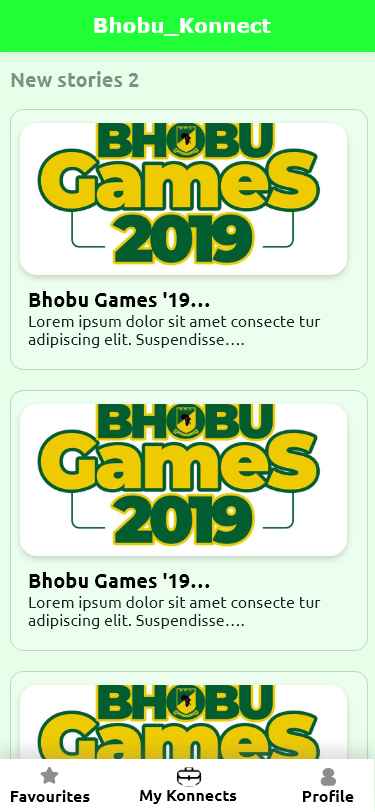 Bhobu_Konnect
New stories 2
BHOBU
GameS
2019
Bhobu Games '19...
Lorem ipsum dolor sit amet consecte tur
adipiscing elit. Suspendisse....
BHOBU
GameS
2019
Bhobu Games '19...
Lorem ipsum dolor sit amet consecte tur
adipiscing elit. Suspendisse....
BHOBU
GameS
Favourites
My Konnects
Profile